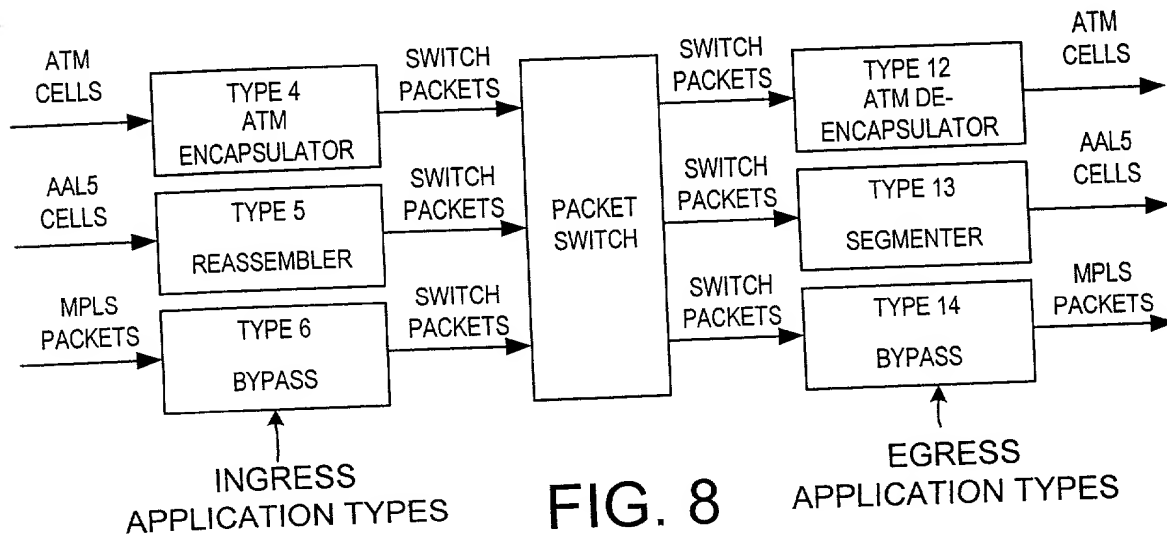 ATM
CELLS
TYPE 4
ATM
ENCAPSULATOR
SWITCH
PACKETS
AAL5
CELLS
TYPE 5
REASSEMBLER
SWITCH
PACKETS
MPLS
PACKETS
TYPE 6
BYPASS
SWITCH
PACKETS
PACKET
SWITCH
SWITCH
PACKETS
TYPE 12
ATM DE-
ENCAPSULATOR
ATM
CELLS
SWITCH
PACKETS
TYPE 13
SEGMENTER
AAL5
CELLS
SWITCH
PACKETS
TYPE 14
BYPASS
MPLS
PACKETS
INGRESS
APPLICATION TYPES
FIG. 8
EGRESS
APPLICATION TYPES